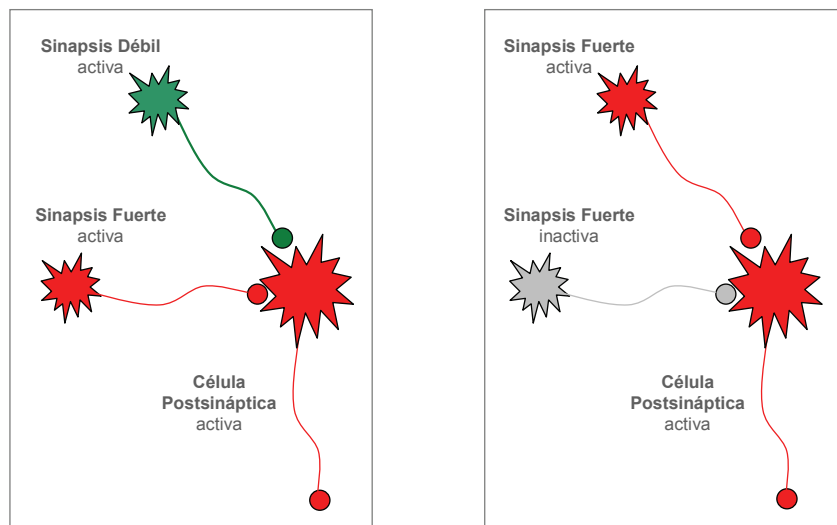 Sinapsis Débil
activa
Sinapsis Fuerte
activa
Célula
Postsináptica
activa
Sinapsis Fuerte
activa
Sinapsis Fuerte
inactiva
Célula
Postsináptica
activa